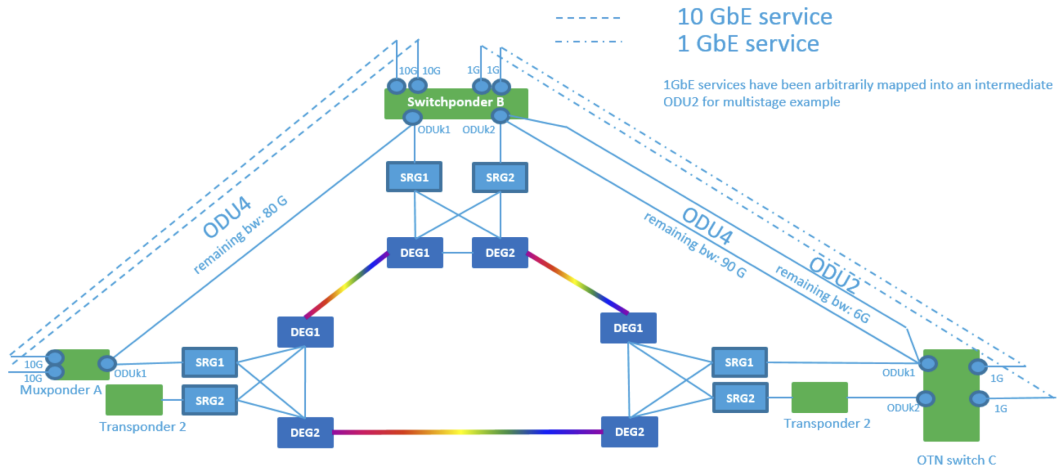 10 GbE service
1 GbE service
1GbE services have been arbitrarily mapped into an intermediate
ODU2 for multistage example
10G
10G
1G
1G
Switchponder B
ODUk1
ODUk2
SRG1
SRG2
DEG1
DEG2
ODU4
remaining bw: 80 G
ODU4
remaining bw: 90 G
ODU2
remaining bw: 6G
DEG1
DEG1
10G
10G
ODUk1
Muxponder A
SRG1
SRG2
Transponder 2
DEG2
DEG2
SRG1
SRG2
Transponder 2
ODUk1
ODUk2
1G
1G
OTN switch C